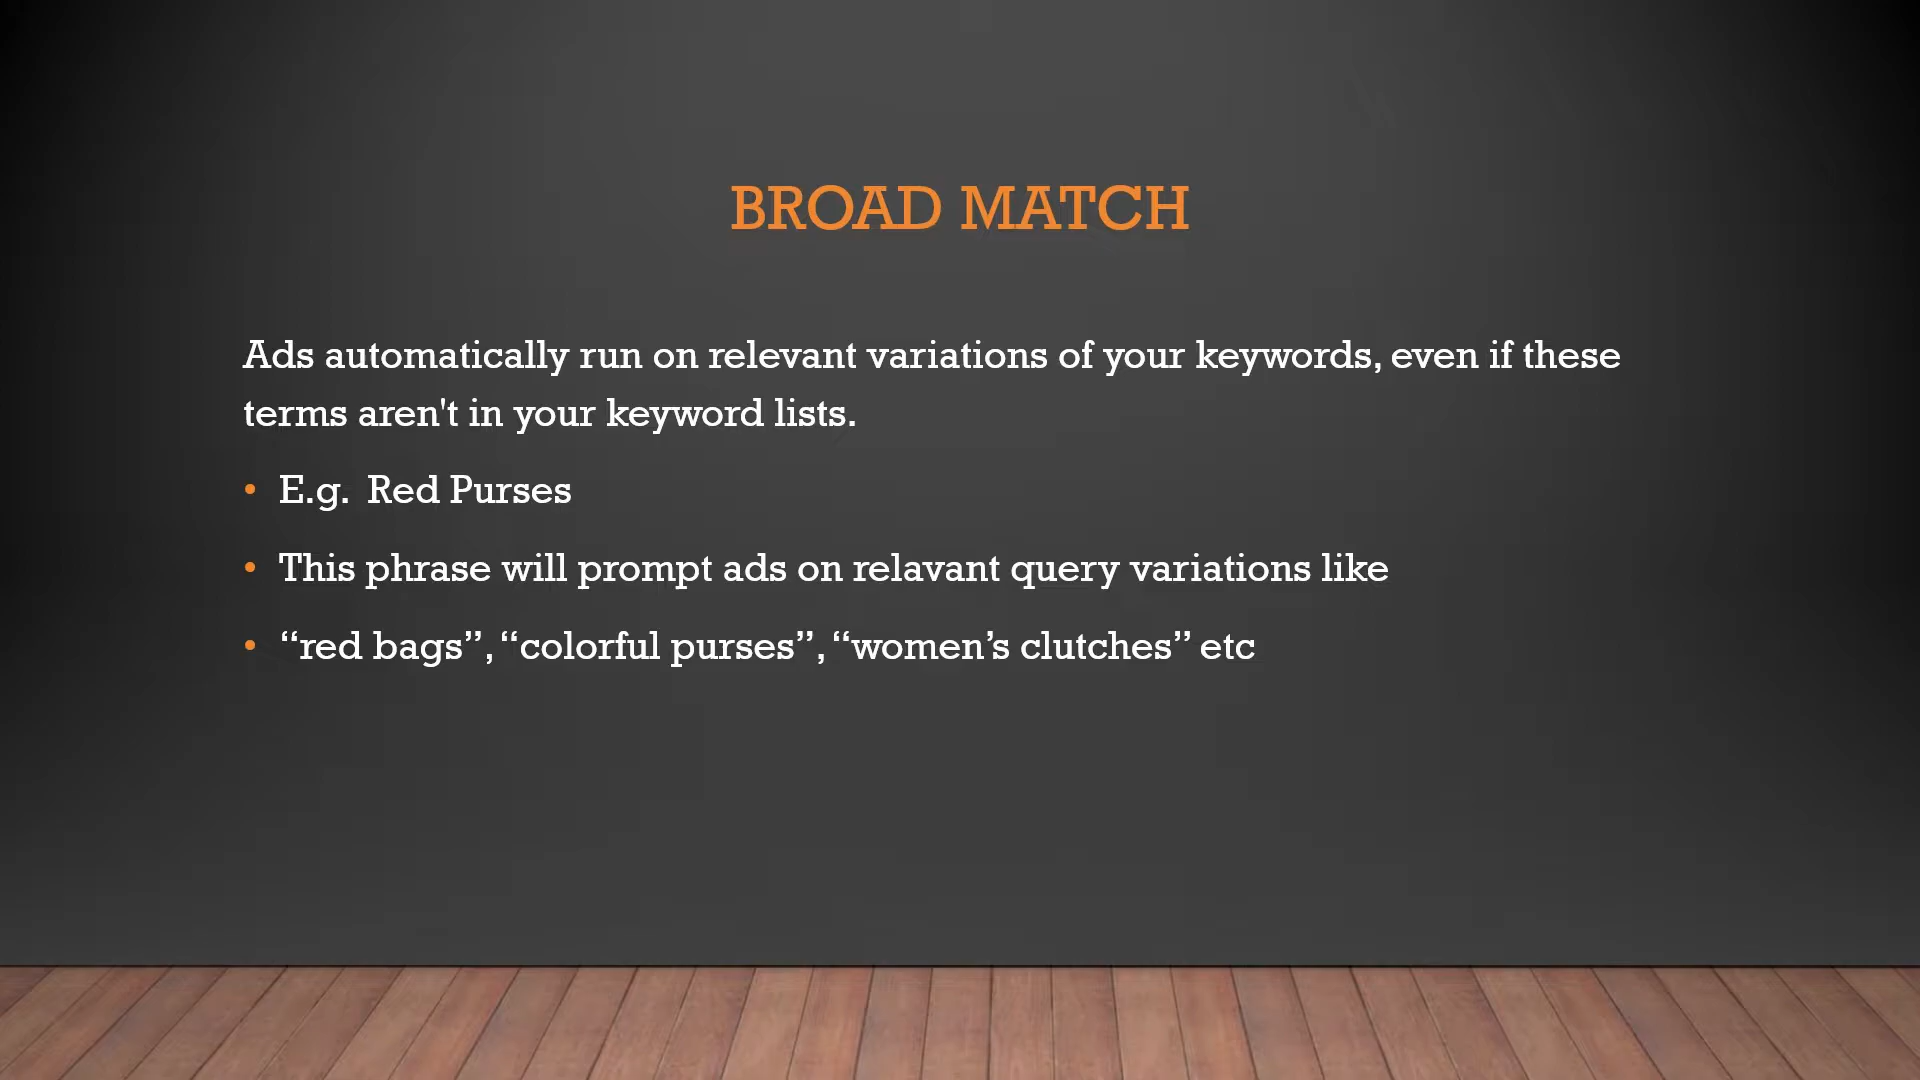 BROAD MATCH
Ads automatically run on relevant variations of your keywords, even if these
terms aren't in your keyword lists.
• E.g.  Red Purses
• This phrase will prompt ads on relavant query variations like
• “red bags”, “colorful purses”, “women’s clutches” etc